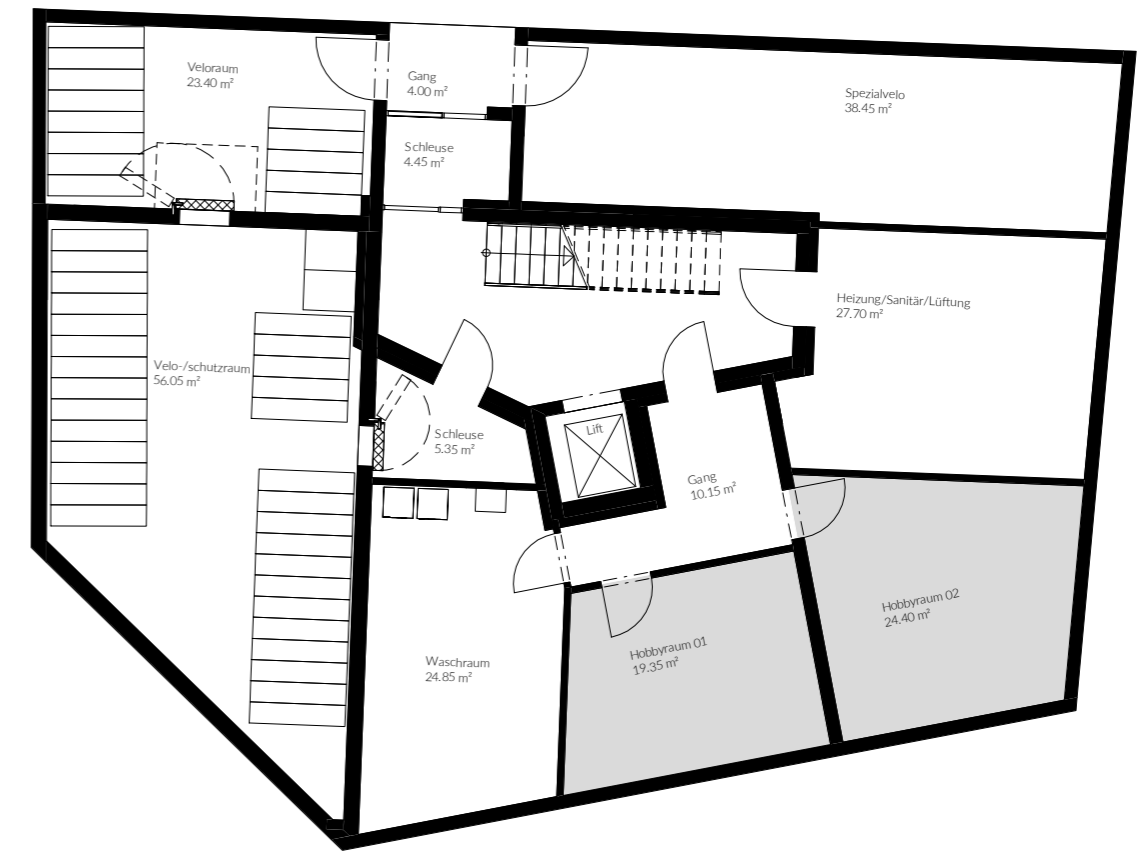 Veloraum
23.40 m²
Gang
4.00 m²
Spezialvelo
38.45 m²
Schleuse
4.45 m²
Heizung/Sanitär/Lüftung
27.70 m²
Velo-/schutzraum
56.05 m²
Schleuse
5.35 m²
Lift
Gang
10.15 m²
Hobbyraum 02
24.40 m²
Hobbyraum 01
19.35 m²
Waschraum
24.85 m²